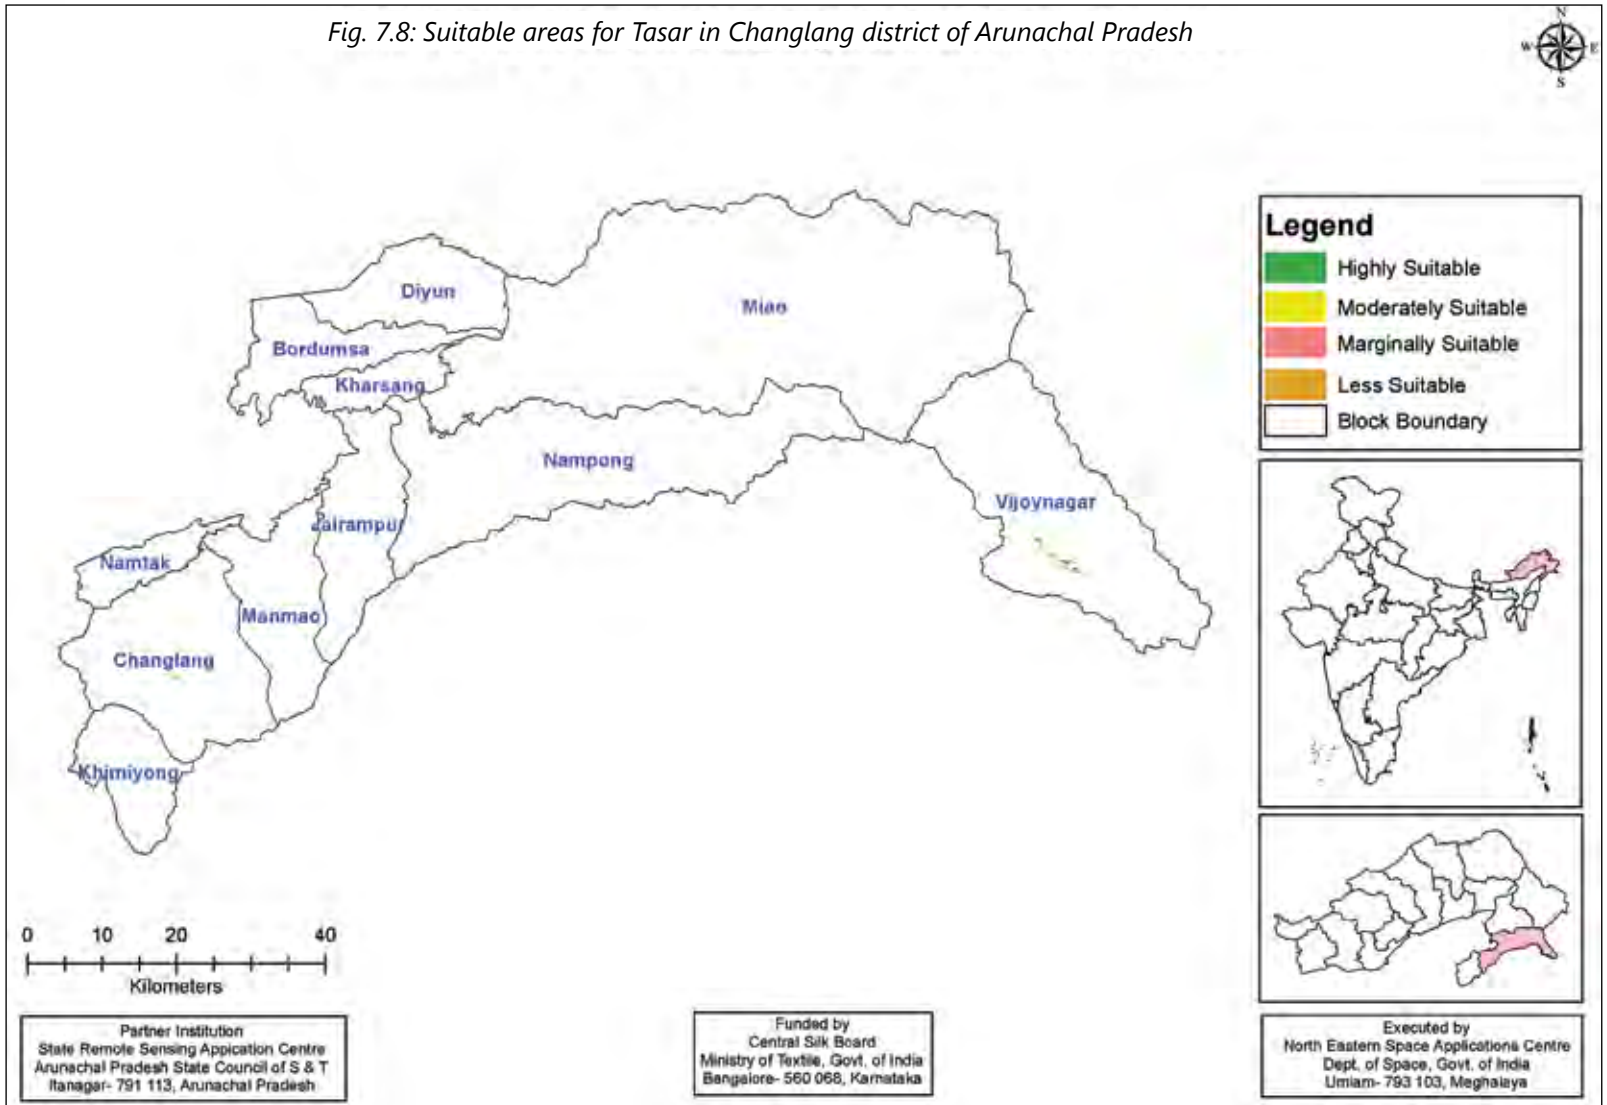 Fig. 7.8: Suitable areas for Tasar in Changlang district of Arunachal Pradesh
N
W
E
S
Diyun
Miao
Bordumsa
Kharsang
Nampong
Vijoynagar
Jairampur
Namtak
Manmao
Changlang
Khimiyong
Legend
Highly Suitable
Moderately Suitable
Marginally Suitable
Less Suitable
Block Boundary
0 10 20 40
Kilometers
Partner Institution
State Remote Sensing Appication Centre
Arunachal Pradesh State Council of S & T
Itanagar- 791 113, Arunachal Pradesh
Funded by
Central Silk Board
Ministry of Textile, Govt. of India
Bangalore- 560 068, Karnataka
Executed by
North Eastern Space Applications Centre
Dept. of Space, Govt. of India
Umiam- 793 103, Meghalaya